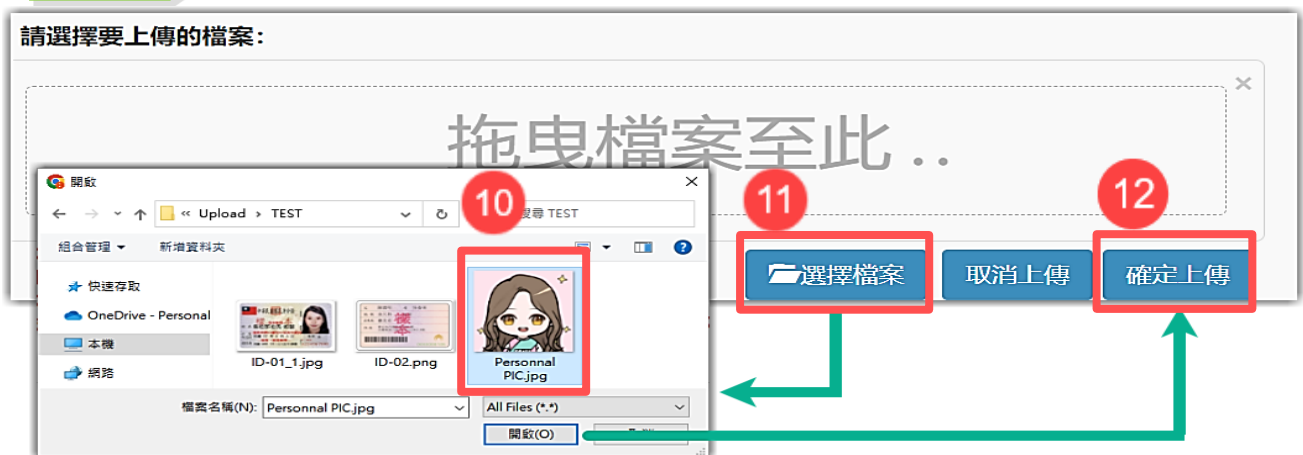 請選擇要上傳的檔案：
拖曳檔案至此 . .
×
開啟
10
11
12
« Upload › TEST
搜尋 TEST
組合管理
新增資料夾
選擇檔案
取消上傳
確定上傳
快速存取
OneDrive - Personal
本機
網路
ID-01_1.jpg
ID-02.png
Personnal
PIC.jpg
檔案名稱(N):
Personnal PIC.jpg
All Files (*.*)
開啟(O)